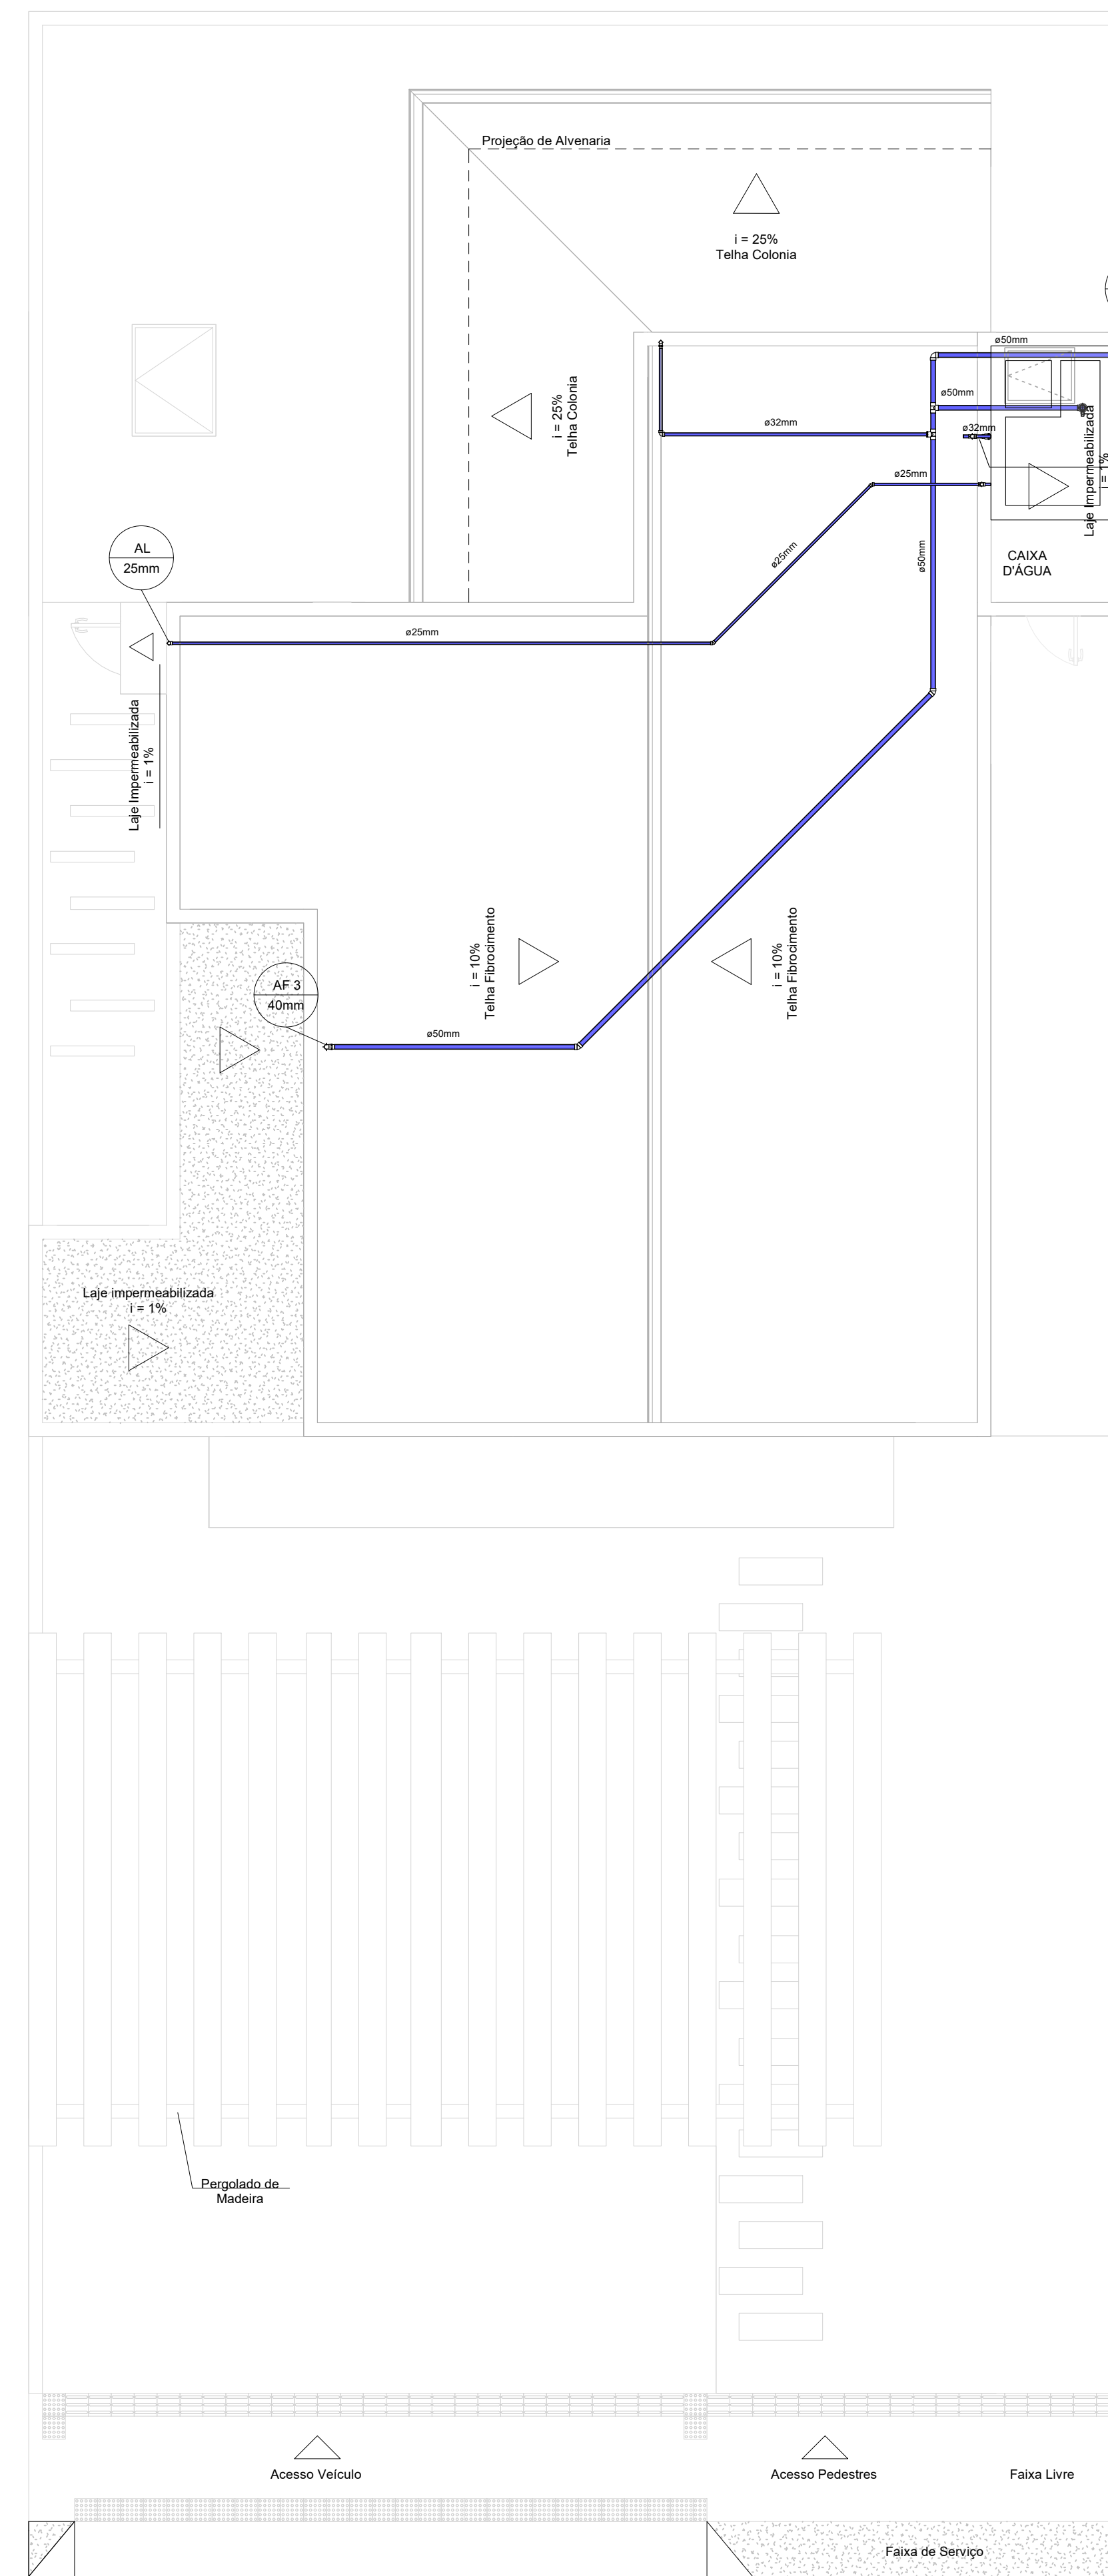 Projeção de Alvenaria
i = 25%
Telha Colonia
ø50mm
i = 25%
Telha Colonia
ø50mm
ø32mm
ø32mm
Laje Impermeabilizada
i = 1%
ø25mm
AL
25mm
ø25mm
ø50mm
CAIXA
D'ÁGUA
ø25mm
Laje Impermeabilizada
i = 1%
i = 10%
Telha Fibrocimento
i = 10%
Telha Fibrocimento
AF 3
40mm
ø50mm
Laje impermeabilizada
i = 1%
Pergolado de
Madeira
Acesso Veículo
Acesso Pedestres
Faixa Livre
Faixa de Serviço